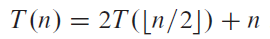 T(n) = 2T(⌊n/2⌋) + n